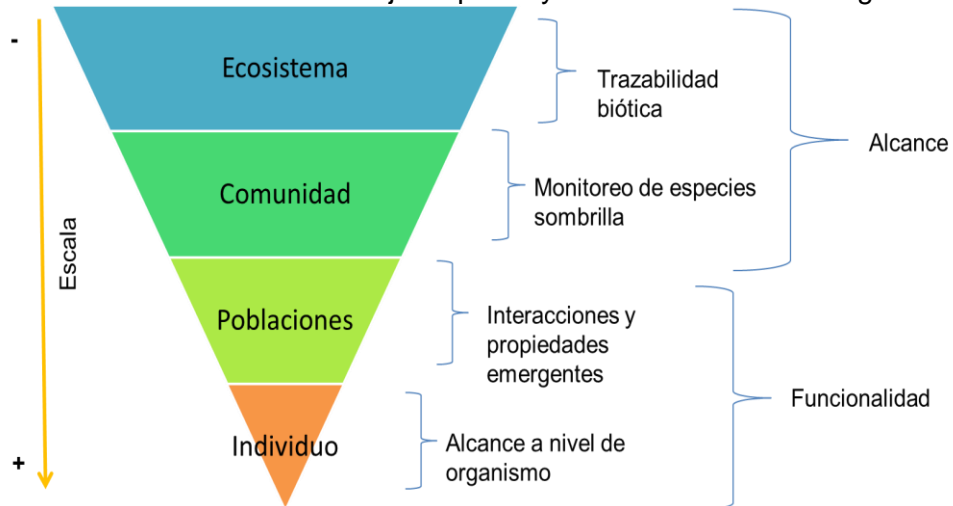 -
Ecosistema
Trazabilidad
biótica
Alcance
Comunidad
Monitoreo de especies
sombrilla
Escala
Poblaciones
Interacciones y
propiedades
emergentes
Funcionalidad
Individuo
Alcance a nivel de
organismo
+